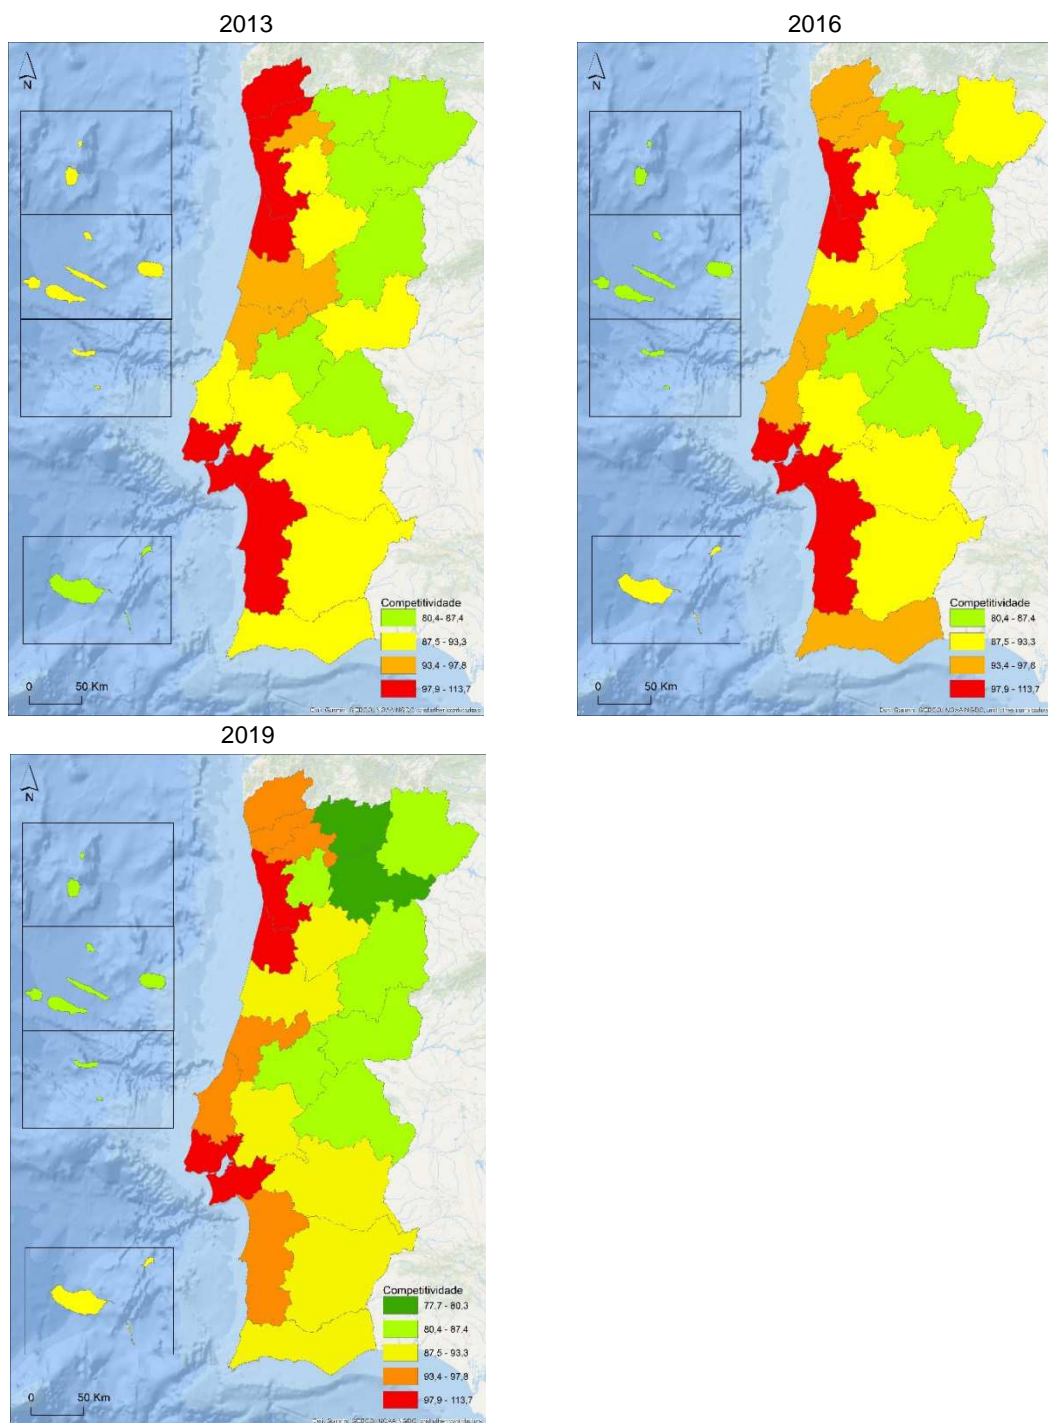 2013
2016
N
N
Competitividade
80,4- 87,4
87,5 - 93,3
93,4 - 97,8
97,9 - 113,7
0 50 Km
Competitividade
80,4 - 87,4
87,5 - 93,3
93,4 - 97,6
97,9 - 113,7
0 50 Km
2019
N
Competitividade
77,7 - 80,3
80,4 - 87,4
87,5 - 93,3
93,4 - 97,8
97,9 - 113,7
0 50 Km